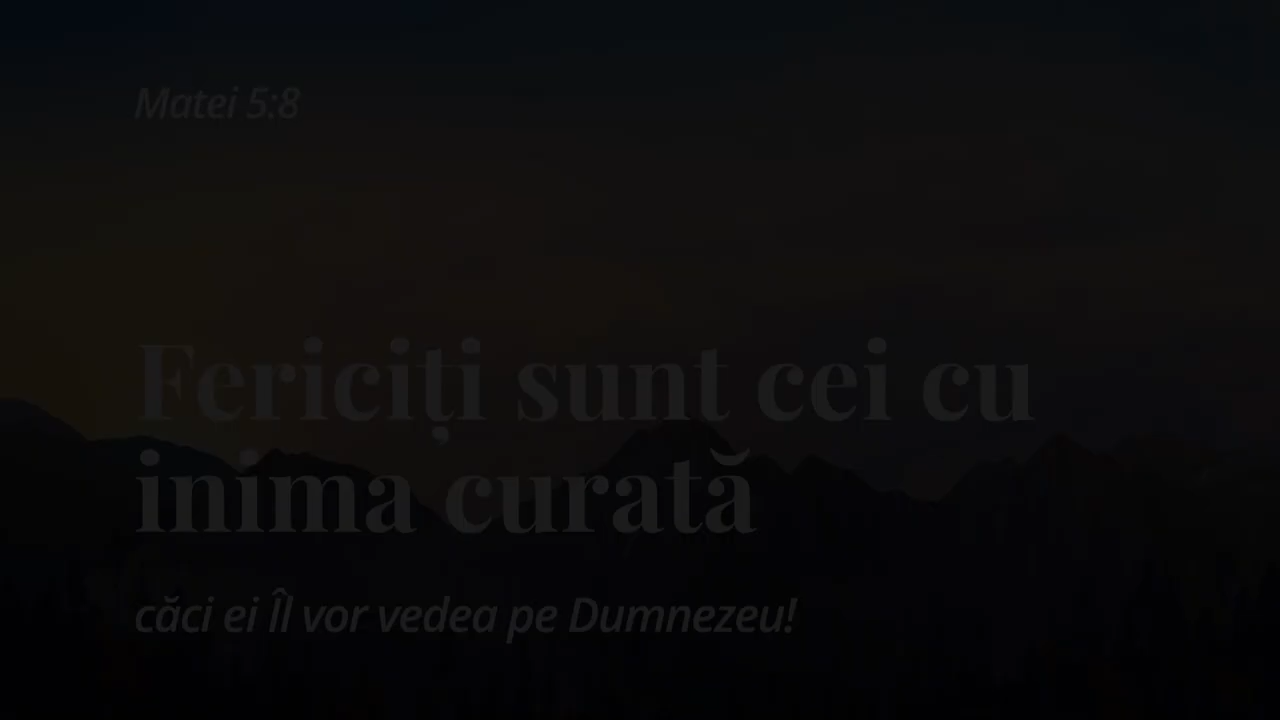 Matei 5:8
Fericiți sunt cei cu
inima curată
căci ei Îl vor vedea pe Dumnezeu!